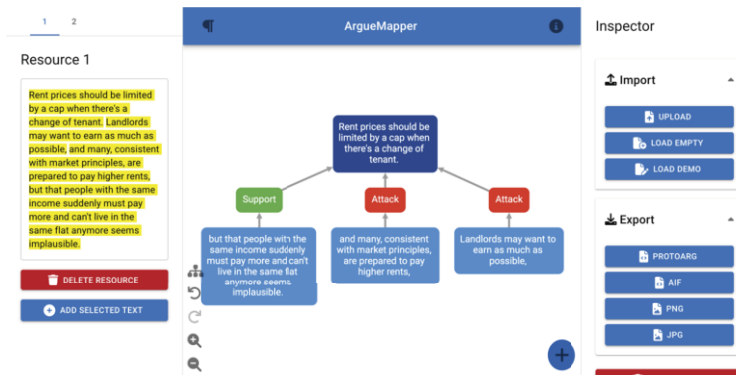 1 2
Resource 1
Rent prices should be limited
by a cap when there's a
change of tenant. Landlords
may want to earn as much as
possible, and many, consistent
with market principles, are
prepared to pay higher rents,
but that people with the same
income suddenly must pay
more and can't live in the
same flat anymore seems
implausible.
DELETE RESOURCE
ADD SELECTED TEXT
ArgueMapper
Rent prices should be
limited by a cap when
there's a change of
tenant.
Support
Attack
Attack
but that people with the
same income suddenly
must pay more and can't
live in the same flat
anymore seems
implausible.
and many, consistent
with market principles,
are prepared to pay
higher rents,
Landlords may want to
earn as much as
possible,
Inspector
Import
UPLOAD
LOAD EMPTY
LOAD DEMO
Export
PROTOARG
AIF
PNG
JPG